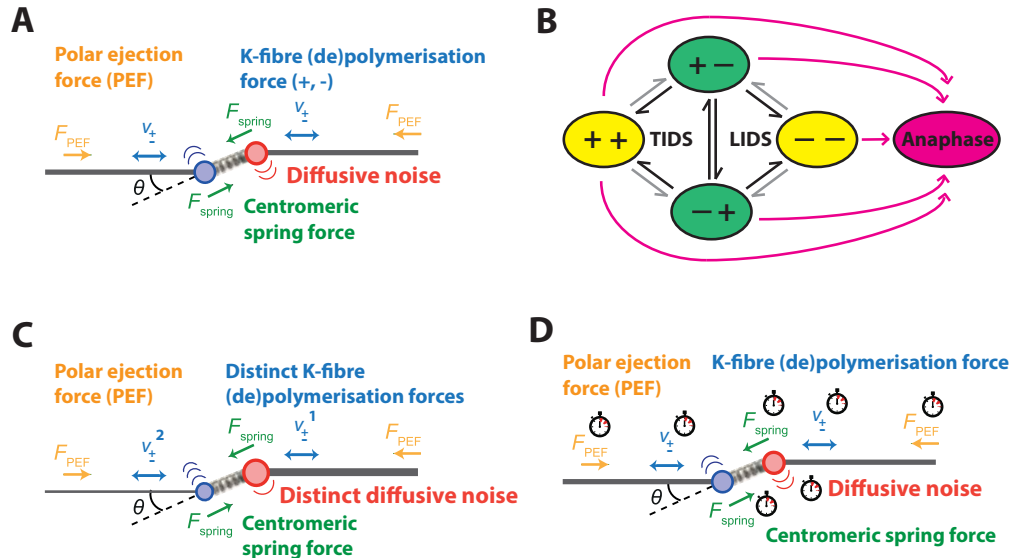 A
Polar ejection
force (PEF)
K-fibre (de)polymerisation
force (+, -)
F spring
v±
F PEF
v±
F PEF
θ
F spring
Diffusive noise
Centromeric
spring force
B
+ −
+ +
TIDS
LIDS
− −
Anaphase
− +
C
Polar ejection
force (PEF)
Distinct K-fibre
(de)polymerisation forces
F spring
v± 1
F PEF
v± 2
F PEF
θ
F spring
Distinct diffusive noise
Centromeric
spring force
D
Polar ejection
force (PEF)
K-fibre (de)polymerisation force
F spring
v±
F PEF
v±
F PEF
θ
F spring
Diffusive noise
Centromeric spring force